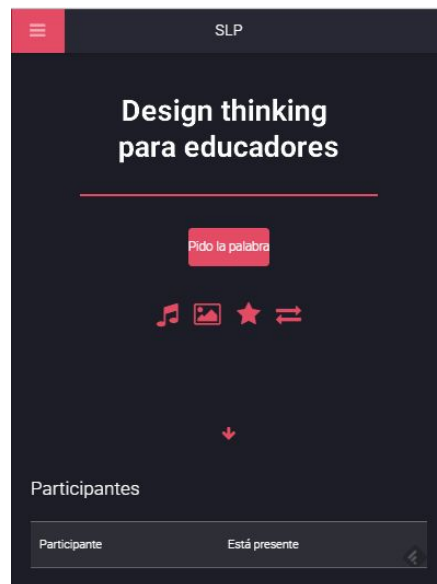 SLP
Design thinking
para educadores
Pido la palabra
Participantes
Participante Está presente